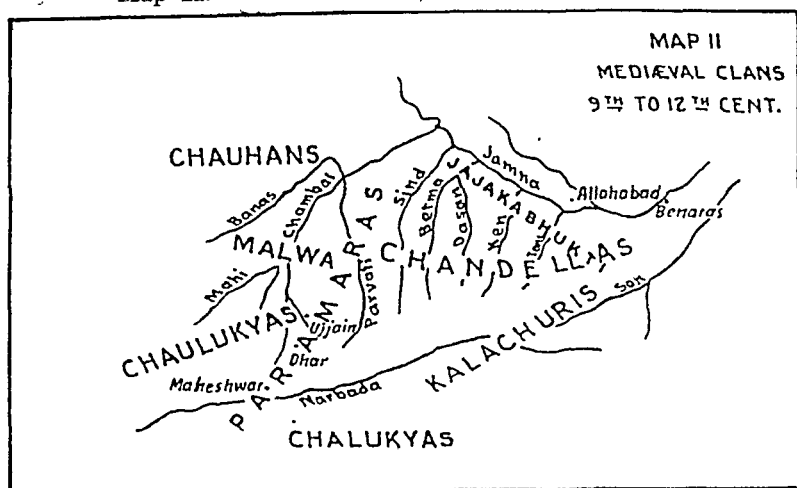 MAP II
MEDIÆVAL CLANS
9TH TO 12TH CENT.
CHAUHANS
Banas
Chambal
Sind
Betma
Jamna
JAJAKABHUKTI
Dasan
Ken
Allahabad
Benaras
MALWA
PARAMARAS
Parvati
CHANDELLAS
Mahi
CHAULUKYAS
Ujjain
Dhar
Son
KALACHURIS
Maheshwar
Narbada
CHALUKYAS